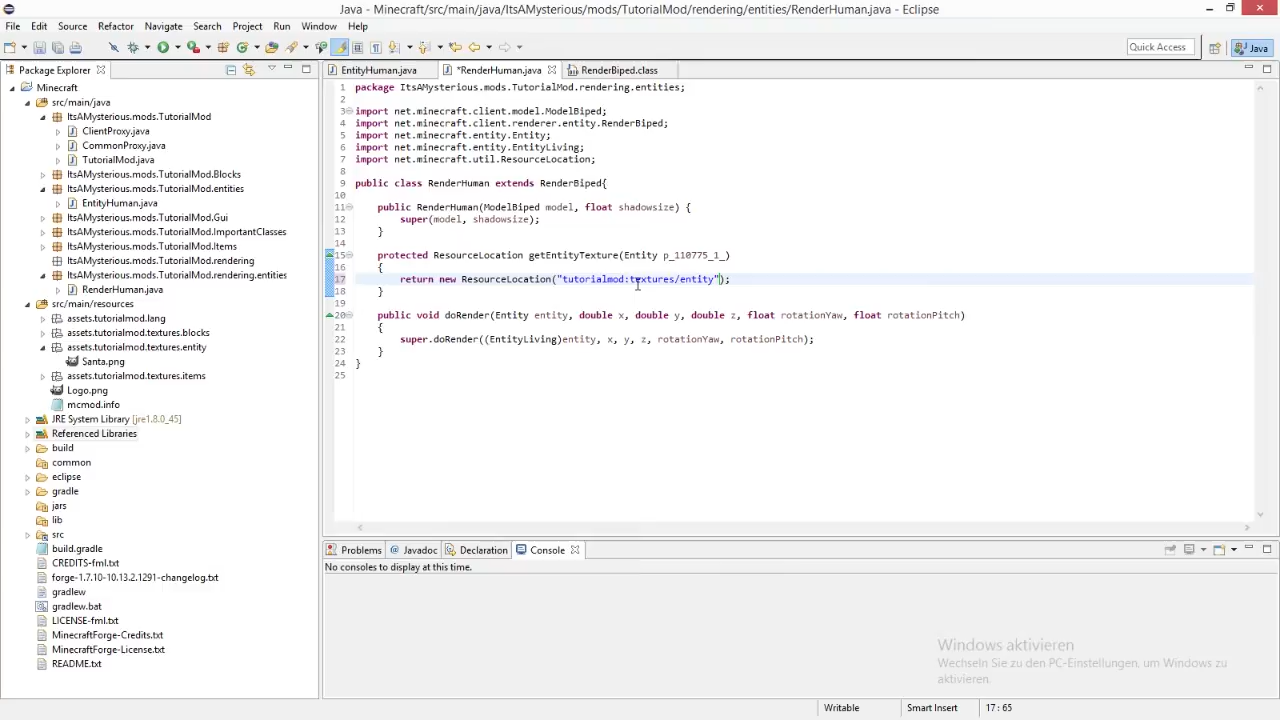 Java - Minecraft/src/main/java/ItsAMysterious/mods/TutorialMod/rendering/entities/RenderHuman.java - Eclipse
File Edit Source Refactor Navigate Search Project Run Window Help
Quick Access
Java
Package Explorer
EntityHuman.java
*RenderHuman.java
RenderBiped.class
Minecraft
src/main/java
ItsAMysterious.mods.TutorialMod
ClientProxy.java
CommonProxy.java
TutorialMod.java
ItsAMysterious.mods.TutorialMod.Blocks
ItsAMysterious.mods.TutorialMod.entities
EntityHuman.java
ItsAMysterious.mods.TutorialMod.Gui
ItsAMysterious.mods.TutorialMod.ImportantClasses
ItsAMysterious.mods.TutorialMod.Items
ItsAMysterious.mods.TutorialMod.rendering
ItsAMysterious.mods.TutorialMod.rendering.entities
RenderHuman.java
src/main/resources
assets.tutorialmod.lang
assets.tutorialmod.textures.blocks
assets.tutorialmod.textures.entity
Santa.png
assets.tutorialmod.textures.items
Logo.png
mcmod.info
JRE System Library [jre1.8.0_45]
Referenced Libraries
build
common
eclipse
gradle
jars
lib
src
build.gradle
CREDITS-fml.txt
forge-1.7.10-10.13.2.1291-changelog.txt
gradlew
gradlew.bat
LICENSE-fml.txt
MinecraftForge-Credits.txt
MinecraftForge-License.txt
README.txt
1 package ItsAMysterious.mods.TutorialMod.rendering.entities;
2
3 import net.minecraft.client.model.ModelBiped;
4 import net.minecraft.client.renderer.entity.RenderBiped;
5 import net.minecraft.entity.Entity;
6 import net.minecraft.entity.EntityLiving;
7 import net.minecraft.util.ResourceLocation;
8
9 public class RenderHuman extends RenderBiped{
10
11 public RenderHuman(ModelBiped model, float shadowsize) {
12 super(model, shadowsize);
13 }
14
15 protected ResourceLocation getEntityTexture(Entity p_110775_1_)
16 {
17 return new ResourceLocation("tutorialmod:textures/entity");
18 }
19
20 public void doRender(Entity entity, double x, double y, double z, float rotationYaw, float rotationPitch)
21 {
22 super.doRender((EntityLiving)entity, x, y, z, rotationYaw, rotationPitch);
23 }
24 }
25
Problems
Javadoc
Declaration
Console
No consoles to display at this time.
Windows aktivieren
Wechseln Sie zu den PC-Einstellungen, um Windows zu
aktivieren.
Writable
Smart Insert
17 : 65